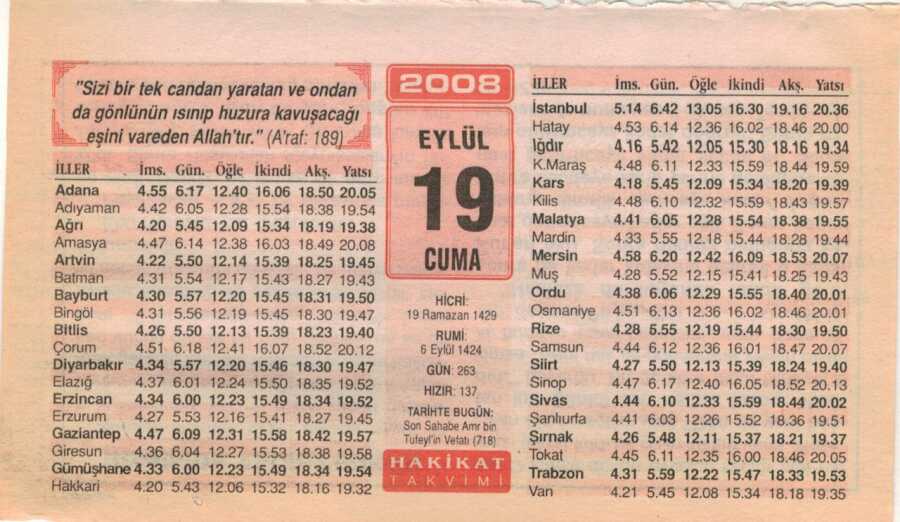 "Sizi bir tek candan yaratan ve ondan
da gönlünün ısınıp huzura kavuşacağı
eşini vareden Allah'tır." (A'raf: 189)
İLLER İms. Gün. Öğle İkindi Akş. Yatsı
Adana 4.55 6.17 12.40 16.06 18.50 20.05
Adıyaman 4.42 6.05 12.28 15.54 18.38 19.54
Ağrı 4.20 5.45 12.09 15.34 18.19 19.38
Amasya 4.47 6.14 12.38 16.03 18.49 20.08
Artvin 4.22 5.50 12.14 15.39 18.25 19.45
Batman 4.31 5.54 12.17 15.43 18.27 19.43
Bayburt 4.30 5.57 12.20 15.45 18.31 19.50
Bingöl 4.31 5.56 12.19 15.45 18.30 19.47
Bitlis 4.26 5.50 12.13 15.39 18.23 19.40
Çorum 4.51 6.18 12.41 16.07 18.52 20.12
Diyarbakır 4.34 5.57 12.20 15.46 18.30 19.47
Elazığ 4.37 6.01 12.24 15.50 18.35 19.52
Erzincan 4.34 6.00 12.23 15.49 18.34 19.52
Erzurum 4.27 5.53 12.16 15.41 18.27 19.45
Gaziantep 4.47 6.09 12.31 15.58 18.42 19.57
Giresun 4.36 6.04 12.27 15.53 18.38 19.58
Gümüşhane 4.33 6.00 12.23 15.49 18.34 19.54
Hakkari 4.20 5.43 12.06 15.32 18.16 19.32
2008
EYLÜL
19
CUMA
HİCRİ:
19 Ramazan 1429
RUMİ:
6 Eylül 1424
GÜN: 263
HIZIR: 137
TARİHTE BUGÜN:
Son Sahabe Amr bin
Tufeyl'in Vefatı (718)
HAKİKAT
TAKVİMİ
İLLER İms. Gün. Öğle İkindi Akş. Yatsı
İstanbul 5.14 6.42 13.05 16.30 19.16 20.36
Hatay 4.53 6.14 12.36 16.02 18.46 20.00
Iğdır 4.16 5.42 12.05 15.30 18.16 19.34
K.Maraş 4.48 6.11 12.33 15.59 18.44 19.59
Kars 4.18 5.45 12.09 15.34 18.20 19.39
Kilis 4.48 6.10 12.32 15.59 18.43 19.57
Malatya 4.41 6.05 12.28 15.54 18.38 19.55
Mardin 4.33 5.55 12.18 15.44 18.28 19.44
Mersin 4.58 6.20 12.42 16.09 18.53 20.07
Muş 4.28 5.52 12.15 15.41 18.25 19.43
Ordu 4.38 6.06 12.29 15.55 18.40 20.01
Osmaniye 4.51 6.13 12.36 16.02 18.46 20.01
Rize 4.28 5.55 12.19 15.44 18.30 19.50
Samsun 4.44 6.12 12.36 16.01 18.47 20.07
Siirt 4.27 5.50 12.13 15.39 18.24 19.40
Sinop 4.47 6.17 12.40 16.05 18.52 20.13
Sivas 4.44 6.10 12.33 15.59 18.44 20.02
Şanlıurfa 4.41 6.03 12.26 15.52 18.36 19.51
Şırnak 4.26 5.48 12.11 15.37 18.21 19.37
Tokat 4.45 6.11 12.35 16.00 18.46 20.05
Trabzon 4.31 5.59 12.22 15.47 18.33 19.53
Van 4.21 5.45 12.08 15.34 18.18 19.35